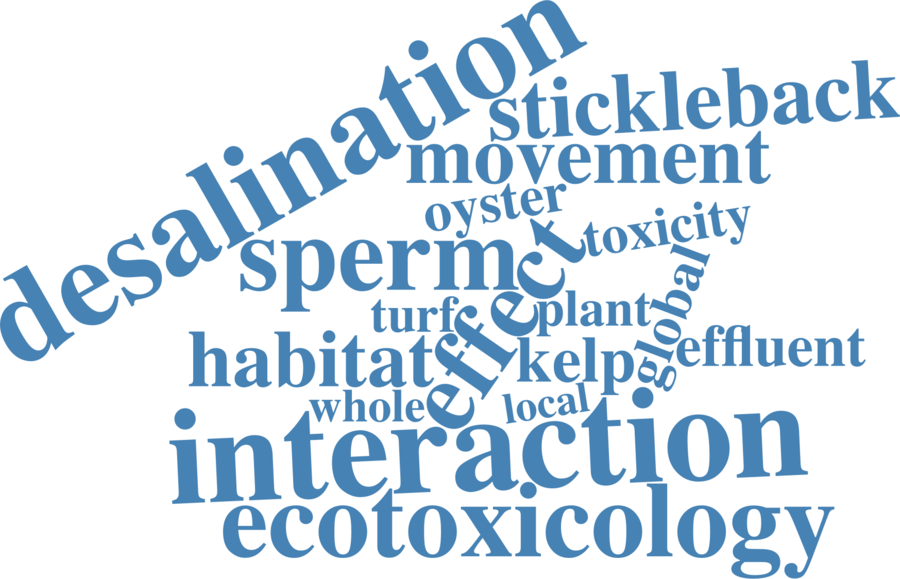 desalination
stickleback
movement
oyster
toxicity
sperm
effect
global
turf
plant
habitat
kelp
effluent
whole
local
interaction
ecotoxicology